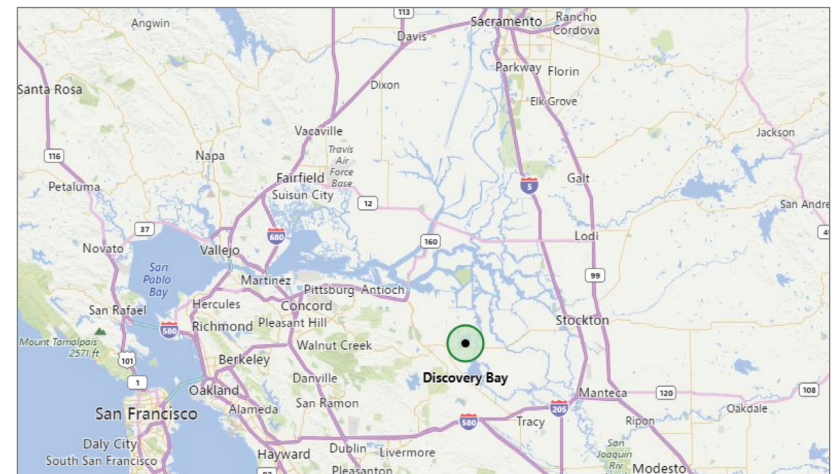 113
Angwin
Sacramento
Rancho
Cordova
Davis
Parkway
Florin
Dixon
Santa Rosa
Elk Grove
Vacaville
Jackson
116
Napa
Travis
Air
Force
Base
Fairfield
Galt
Petaluma
5
Suisun City
12
San Andre
37
680
160
Lodi
Novato
Vallejo
San
Pablo
Bay
99
Martinez
Pittsburg
Antioch
Hercules
Concord
San Rafael
580
Richmond
Pleasant Hill
Stockton
Mount Tamalpais
2571 ft
Walnut Creek
101
Berkeley
Discovery Bay
Danville
1
Oakland
Manteca
120
108
San Ramon
San Francisco
Alameda
205
Oakdale
580
Tracy
Ripon
Daly City
San
Joaquin
Riv
South San Francisco
Hayward
Dublin
Livermore
Pleasanton
Modesto